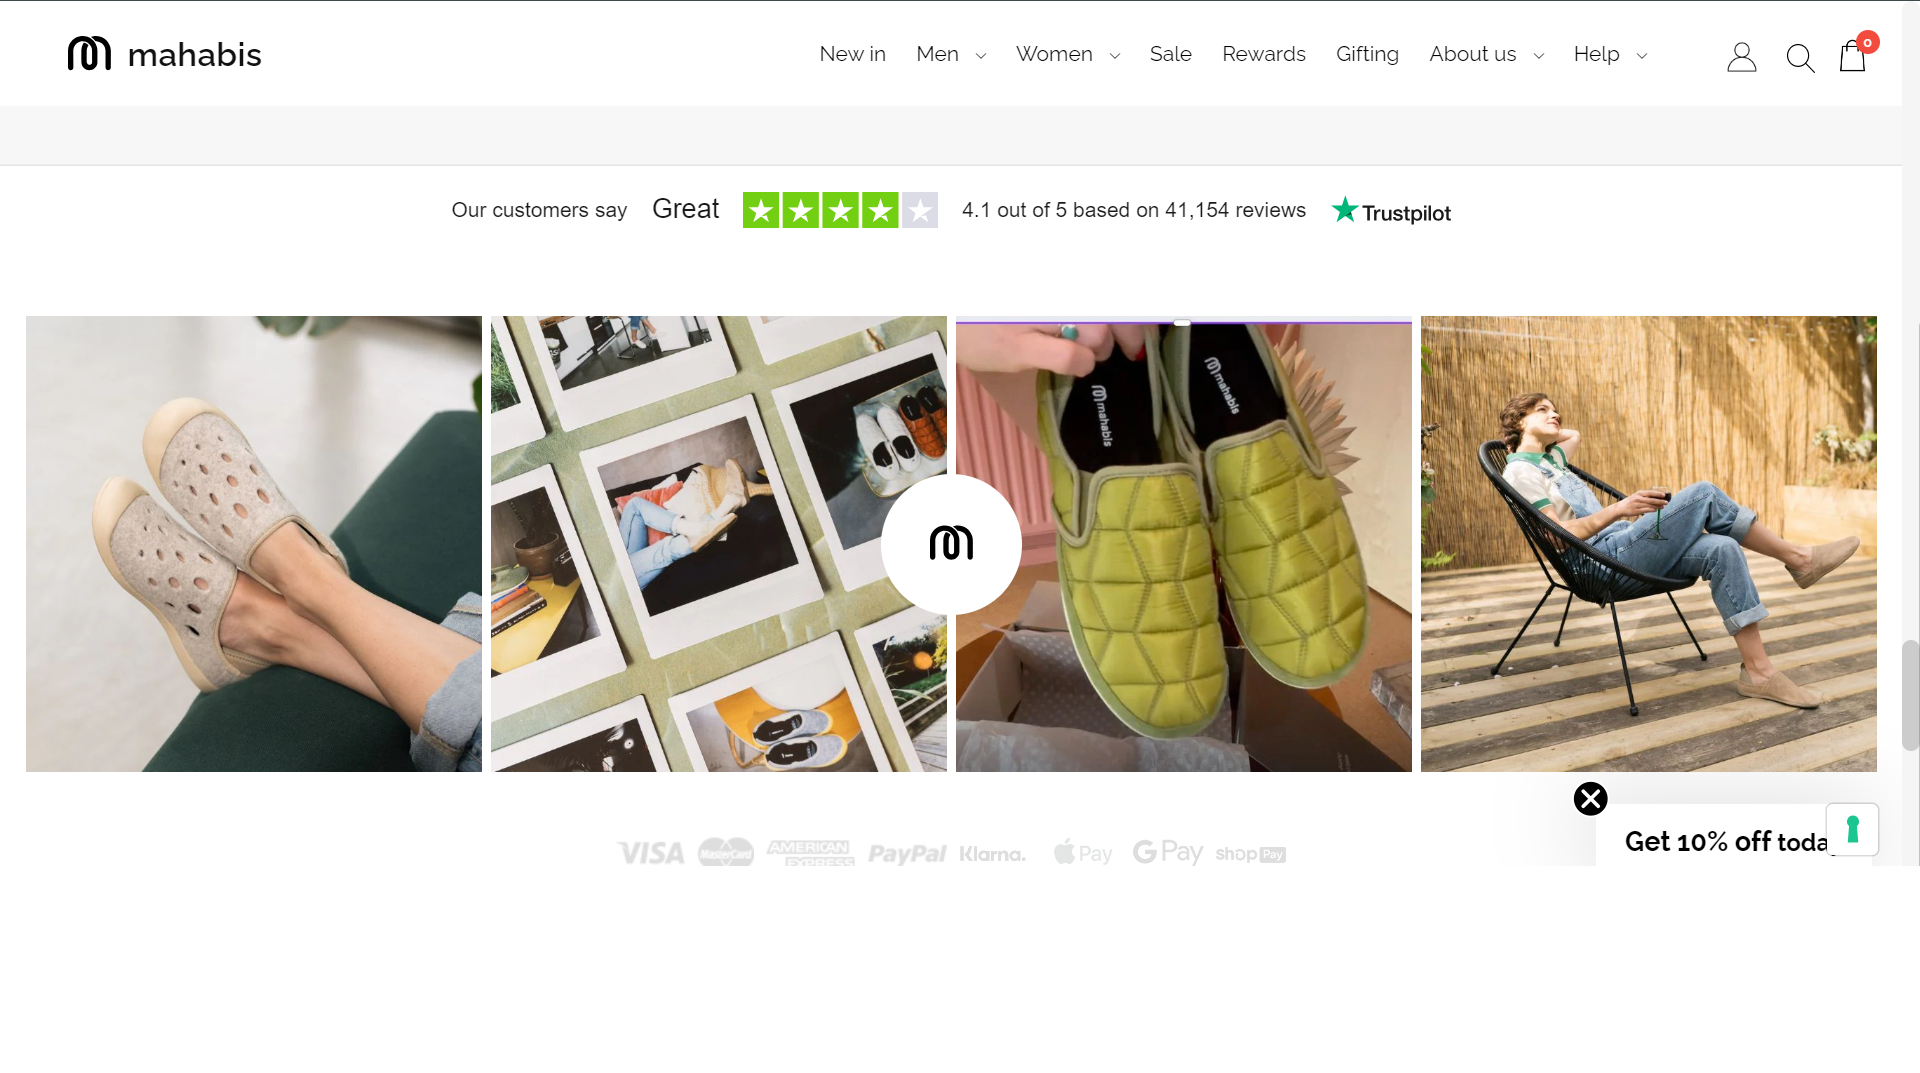 mahabis
New in Men Women Sale Rewards Gifting About us Help
0
Our customers say Great 4.1 out of 5 based on 41,154 reviews Trustpilot
mahabis
mahabis
VISA MasterCard AMERICAN EXPRESS PayPal Klarna. Pay G Pay shop Pay
Get 10% off